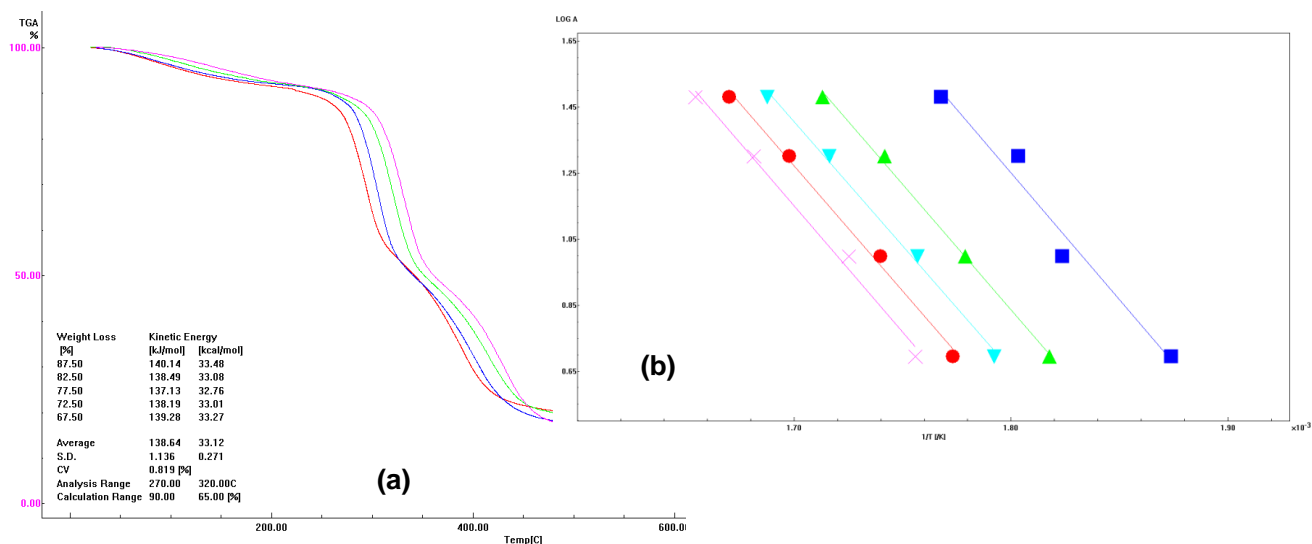 TGA
%
100.00
50.00
0.00
Weight Loss Kinetic Energy
[%] [kJ/mol] [kcal/mol]
87.50 140.14 33.48
82.50 138.49 33.08
77.50 137.13 32.76
72.50 138.19 33.01
67.50 139.28 33.27
Average 138.64 33.12
S.D. 1.136 0.271
CV 0.819 [%]
Analysis Range 270.00 320.00C
Calculation Range 90.00 65.00 [%]
(a)
200.00 400.00 600.0
Temp[C]
LOG A
1.65
1.45
1.25
1.05
0.85
0.65
(b)
1.70 1.80 1.90 ×10⁻³
1/T [/K]